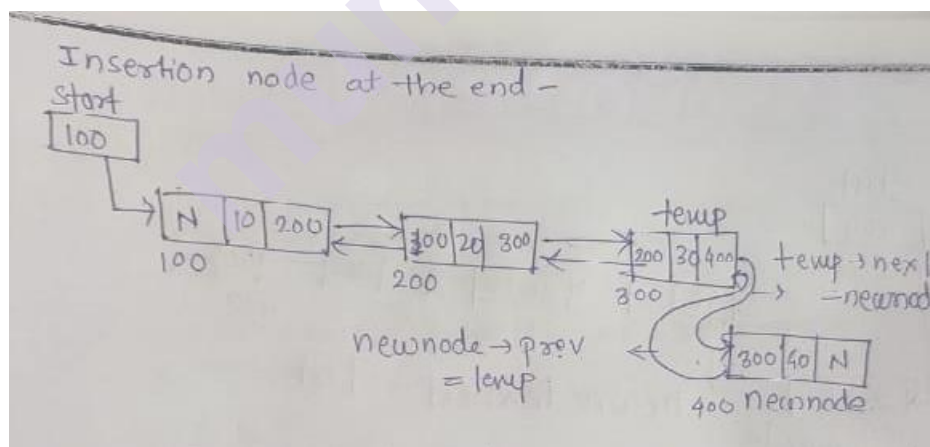 Insertion node at the end -
Start
100
N 10 200
100
100 20 300
200
temp
200 30 400
300
temp → next
= newnod
newnode → prev
= temp
300 40 N
400 newnode